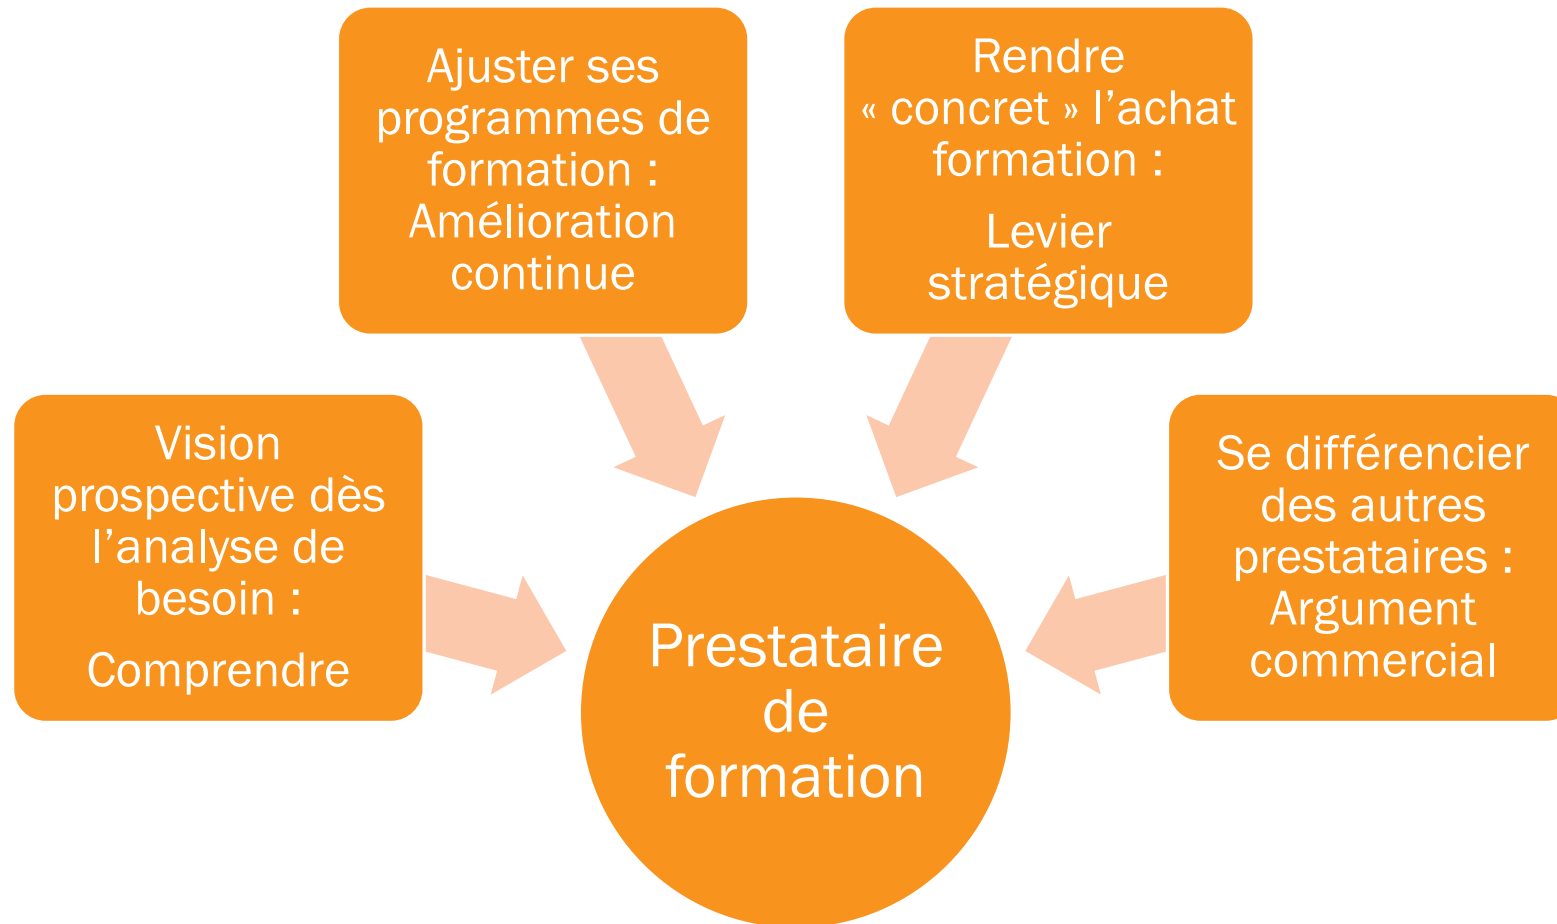 Ajuster ses
programmes de
formation :
Amélioration
continue
Rendre
« concret » l’achat
formation :
Levier
stratégique
Vision
prospective dès
l’analyse de
besoin :
Comprendre
Se différencier
des autres
prestataires :
Argument
commercial
Prestataire
de
formation